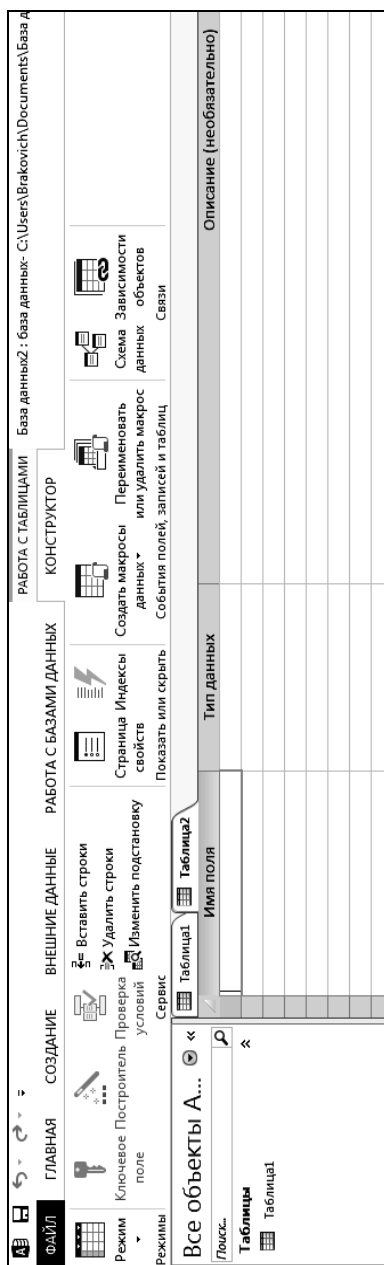 РАБОТА С ТАБЛИЦАМИ База данных2 : база данных- C:\Users\Brakovich\Documents\База д
ФАЙЛ ГЛАВНАЯ СОЗДАНИЕ ВНЕШНИЕ ДАННЫЕ РАБОТА С БАЗАМИ ДАННЫХ КОНСТРУКТОР
Режим
Режимы
Ключевое поле
Построитель
Проверка условий
Вставить строки
Удалить строки
Изменить подстановку
Сервис
Страница свойств
Индексы
Показать или скрыть
Создать макросы данных
Переименовать или удалить макрос
События полей, записей и таблиц
Схема данных
Зависимости объектов
Связи
Все объекты A...
Поиск...
Таблицы
Таблица1
Таблица1 Таблица2
Имя поля Тип данных Описание (необязательно)